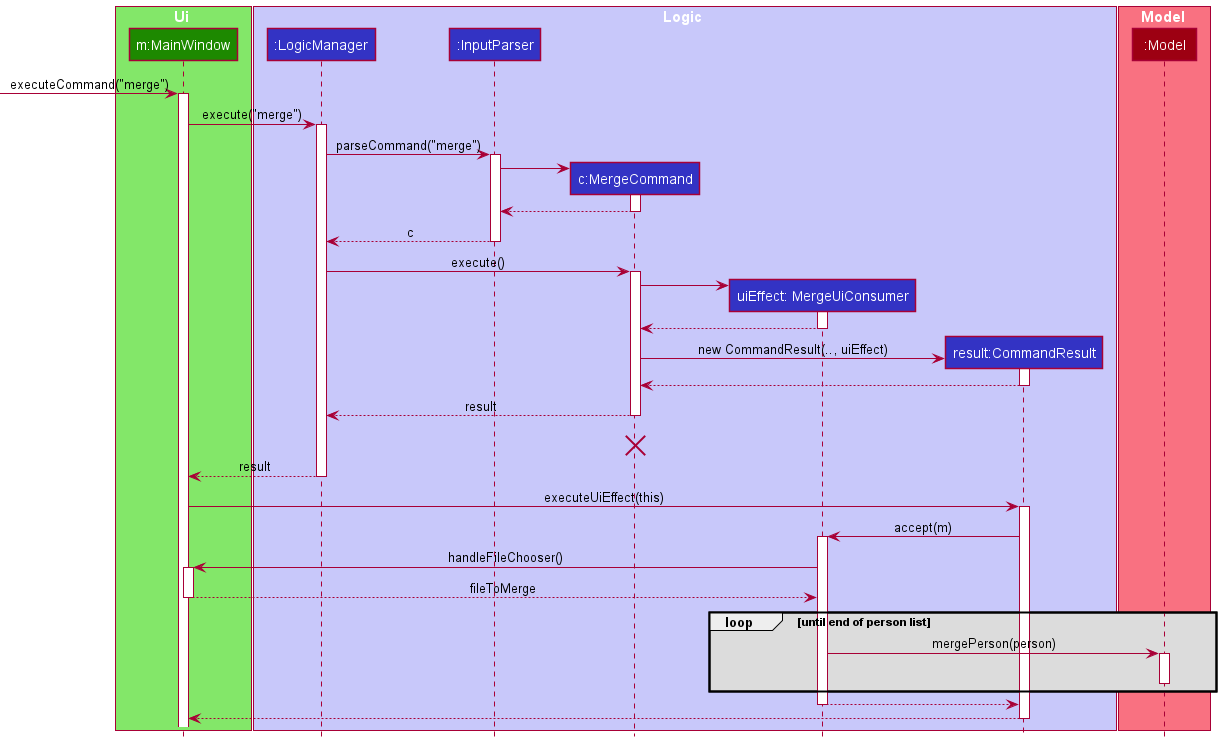 Ui
Logic
Model
m:MainWindow
:LogicManager
:InputParser
:Model
executeCommand("merge")
execute("merge")
parseCommand("merge")
c:MergeCommand
c
execute()
uiEffect: MergeUiConsumer
new CommandResult(.., uiEffect)
result:CommandResult
result
result
executeUiEffect(this)
accept(m)
handleFileChooser()
fileToMerge
loop
[until end of person list]
mergePerson(person)